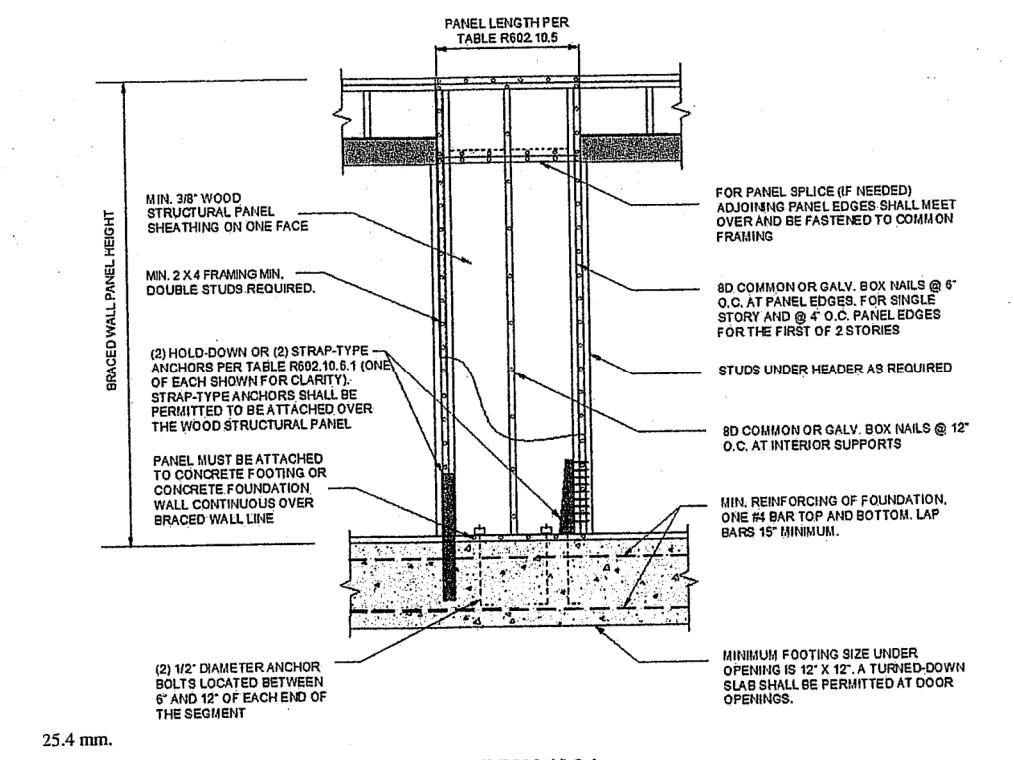 PANEL LENGTH PER
TABLE R602.10.5
BRACED WALL PANEL HEIGHT
MIN. 3/8" WOOD
STRUCTURAL PANEL
SHEATHING ON ONE FACE
MIN. 2 X 4 FRAMING MIN.
DOUBLE STUDS REQUIRED.
(2) HOLD-DOWN OR (2) STRAP-TYPE
ANCHORS PER TABLE R602.10.6.1 (ONE
OF EACH SHOWN FOR CLARITY).
STRAP-TYPE ANCHORS SHALL BE
PERMITTED TO BE ATTACHED OVER
THE WOOD STRUCTURAL PANEL
PANEL MUST BE ATTACHED
TO CONCRETE FOOTING OR
CONCRETE FOUNDATION
WALL CONTINUOUS OVER
BRACED WALL LINE
(2) 1/2" DIAMETER ANCHOR
BOLTS LOCATED BETWEEN
6" AND 12" OF EACH END OF
THE SEGMENT
FOR PANEL SPLICE (IF NEEDED)
ADJOINING PANEL EDGES SHALL MEET
OVER AND BE FASTENED TO COMMON
FRAMING
8D COMMON OR GALV. BOX NAILS @ 6"
O.C. AT PANEL EDGES. FOR SINGLE
STORY AND @ 4" O.C. PANEL EDGES
FOR THE FIRST OF 2 STORIES
STUDS UNDER HEADER AS REQUIRED
8D COMMON OR GALV. BOX NAILS @ 12"
O.C. AT INTERIOR SUPPORTS
MIN. REINFORCING OF FOUNDATION,
ONE #4 BAR TOP AND BOTTOM. LAP
BARS 15" MINIMUM.
MINIMUM FOOTING SIZE UNDER
OPENING IS 12" X 12". A TURNED-DOWN
SLAB SHALL BE PERMITTED AT DOOR
OPENINGS.
25.4 mm.